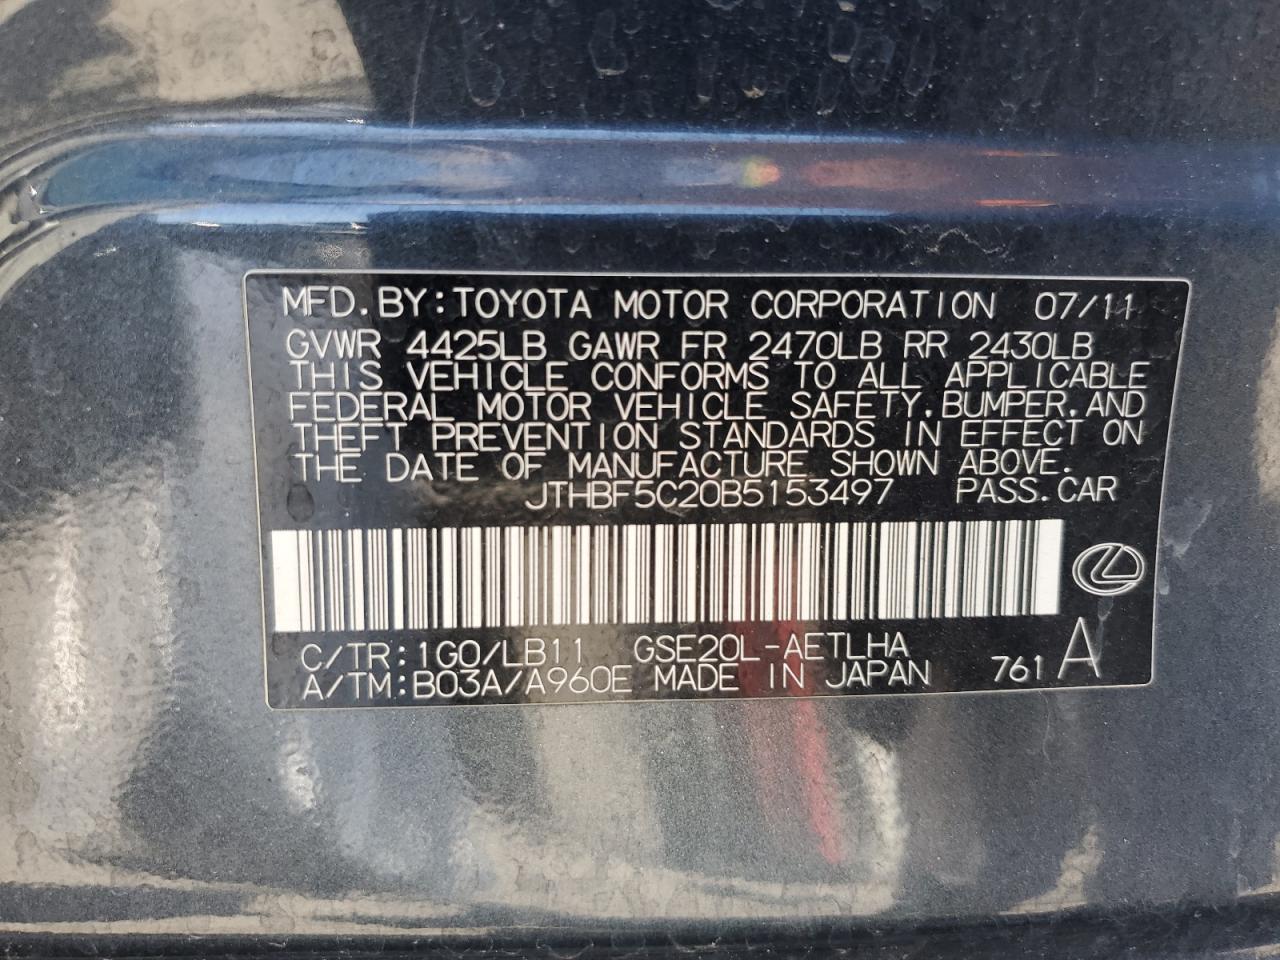 MFD. BY: TOYOTA MOTOR CORPORATION 07/11
GVWR 4425LB GAWR FR 2470LB RR 2430LB
THIS VEHICLE CONFORMS TO ALL APPLICABLE
FEDERAL MOTOR VEHICLE SAFETY, BUMPER, AND
THEFT PREVENTION STANDARDS IN EFFECT ON
THE DATE OF MANUFACTURE SHOWN ABOVE.
JTHBF5C20B5153497 PASS. CAR
C/TR: 1G0/LB11 GSE20L-AETLHA
A/TM: B03A/A960E MADE IN JAPAN 761 A